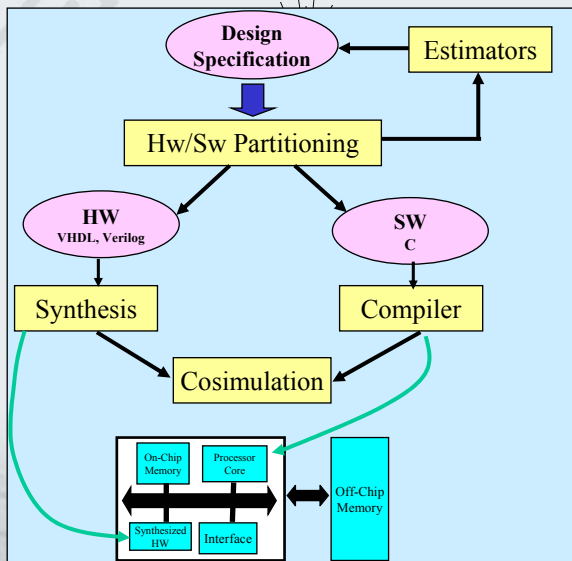 Design
Specification
Estimators
Hw/Sw Partitioning
HW
VHDL, Verilog
SW
C
Synthesis
Compiler
Cosimulation
On-Chip
Memory
Processor
Core
Off-Chip
Memory
Synthesized
HW
Interface